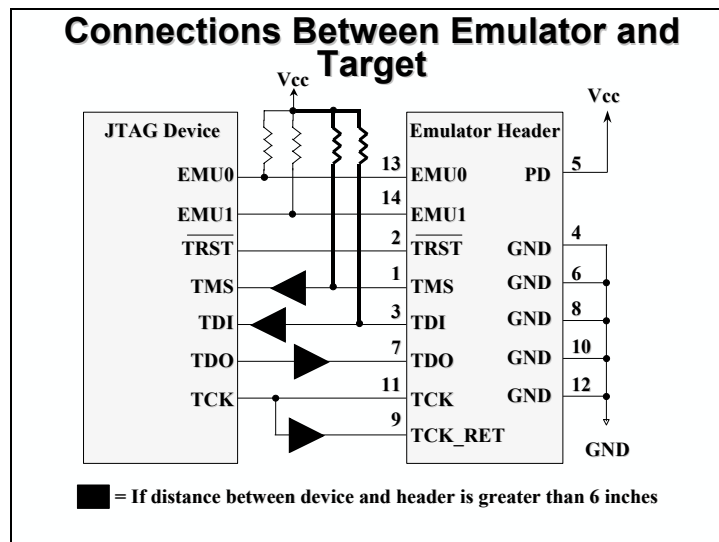 Connections Between Emulator and
Target
Vcc
Vcc
JTAG Device
Emulator Header
EMU0
13
EMU0
PD
5
EMU1
14
EMU1
TRST
2
TRST
GND
4
TMS
1
TMS
GND
6
TDI
3
TDI
GND
8
TDO
7
TDO
GND
10
TCK
11
TCK
GND
12
9
TCK_RET
GND
= If distance between device and header is greater than 6 inches